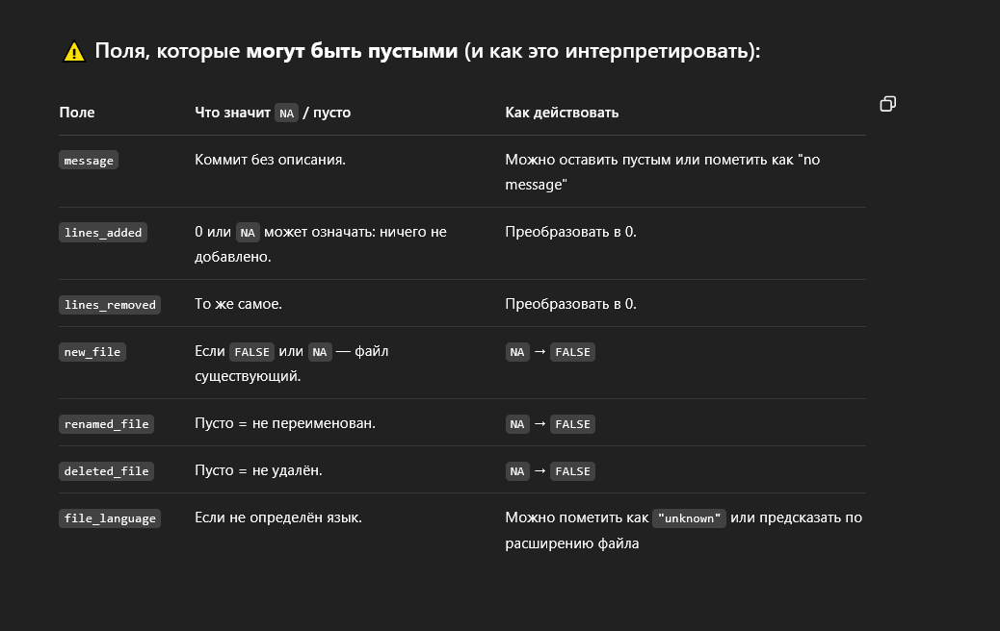 ⚠️ Поля, которые могут быть пустыми (и как это интерпретировать):
Поле Что значит NA / пусто Как действовать
message Коммит без описания. Можно оставить пустым или пометить как "no
message"
lines_added 0 или NA может означать: ничего не Преобразовать в 0.
добавлено.
lines_removed То же самое. Преобразовать в 0.
new_file Если FALSE или NA — файл NA → FALSE
существующий.
renamed_file Пусто = не переименован. NA → FALSE
deleted_file Пусто = не удалён. NA → FALSE
file_language Если не определён язык. Можно пометить как "unknown" или предсказать по
расширению файла